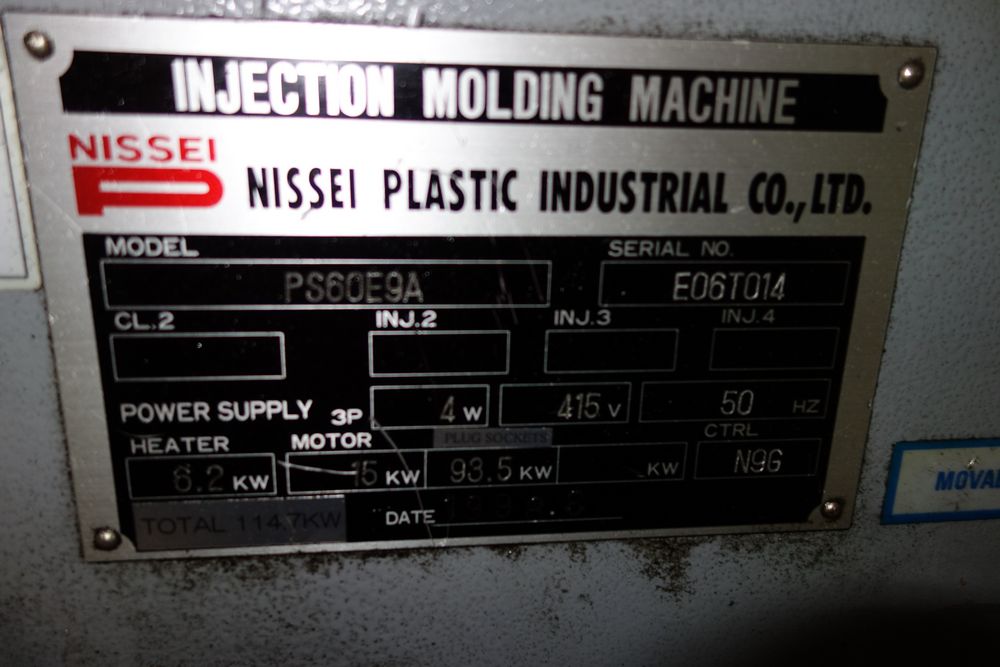 INJECTION MOLDING MACHINE
NISSEI
NISSEI PLASTIC INDUSTRIAL CO., LTD.
MODEL SERIAL NO.
PS60E9A E06T014
CL.2 INJ.2 INJ.3 INJ.4
POWER SUPPLY 3P 4 W 415 V 50 HZ
HEATER MOTOR PLUG SOCKETS CTRL
6.2 KW 15 KW 93.5 KW KW N9G
TOTAL 114,7KW DATE
MOVA